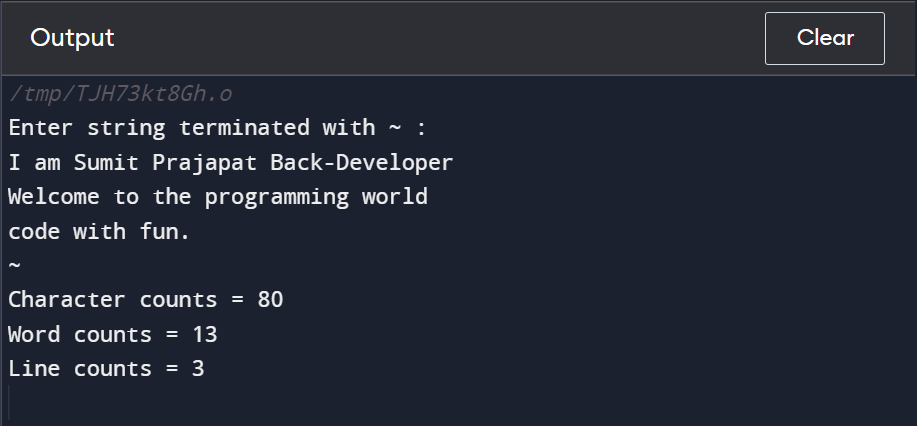 Output
Clear
/tmp/TJH73kt8Gh.o
Enter string terminated with ~ :
I am Sumit Prajapat Back-Developer
Welcome to the programming world
code with fun.
~
Character counts = 80
Word counts = 13
Line counts = 3